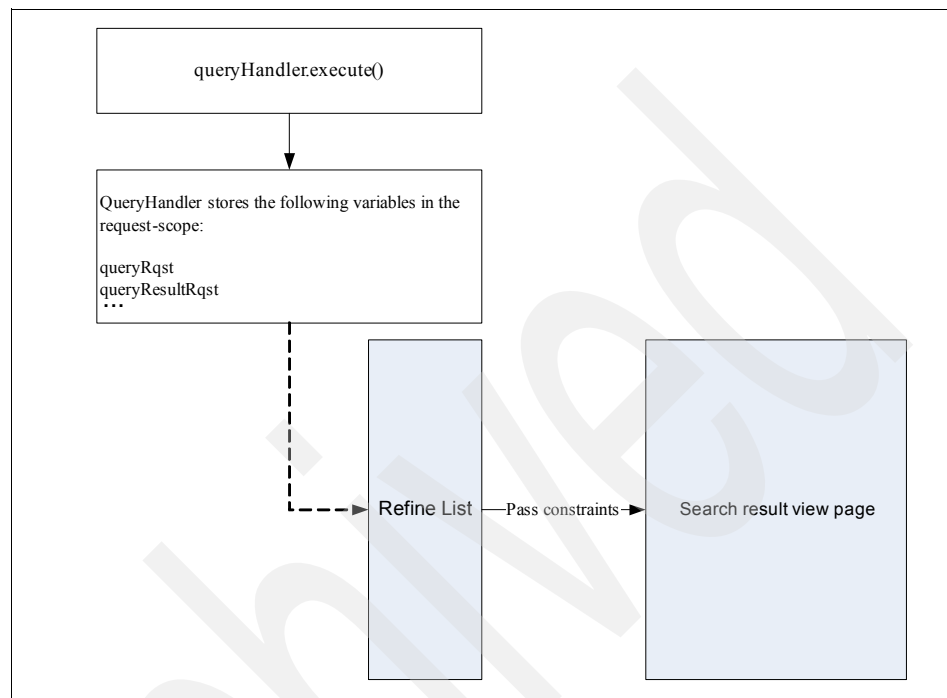 queryHandler.execute()
QueryHandler stores the following variables in the
request-scope:
queryRqst
queryResultRqst
...
Refine List
Pass constraints
Search result view page